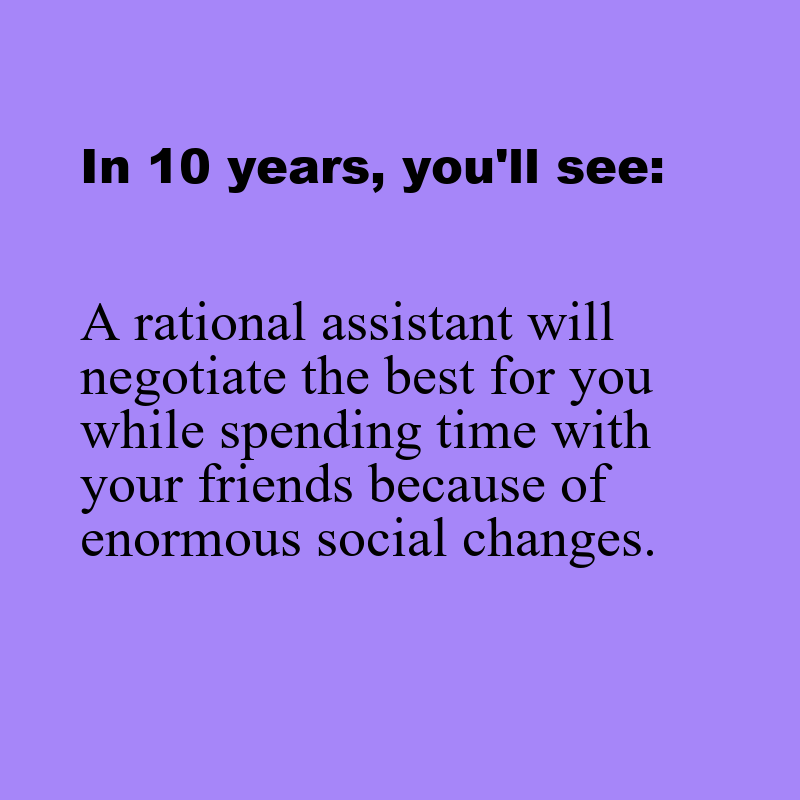 In 10 years, you'll see:
A rational assistant will
negotiate the best for you
while spending time with
your friends because of
enormous social changes.